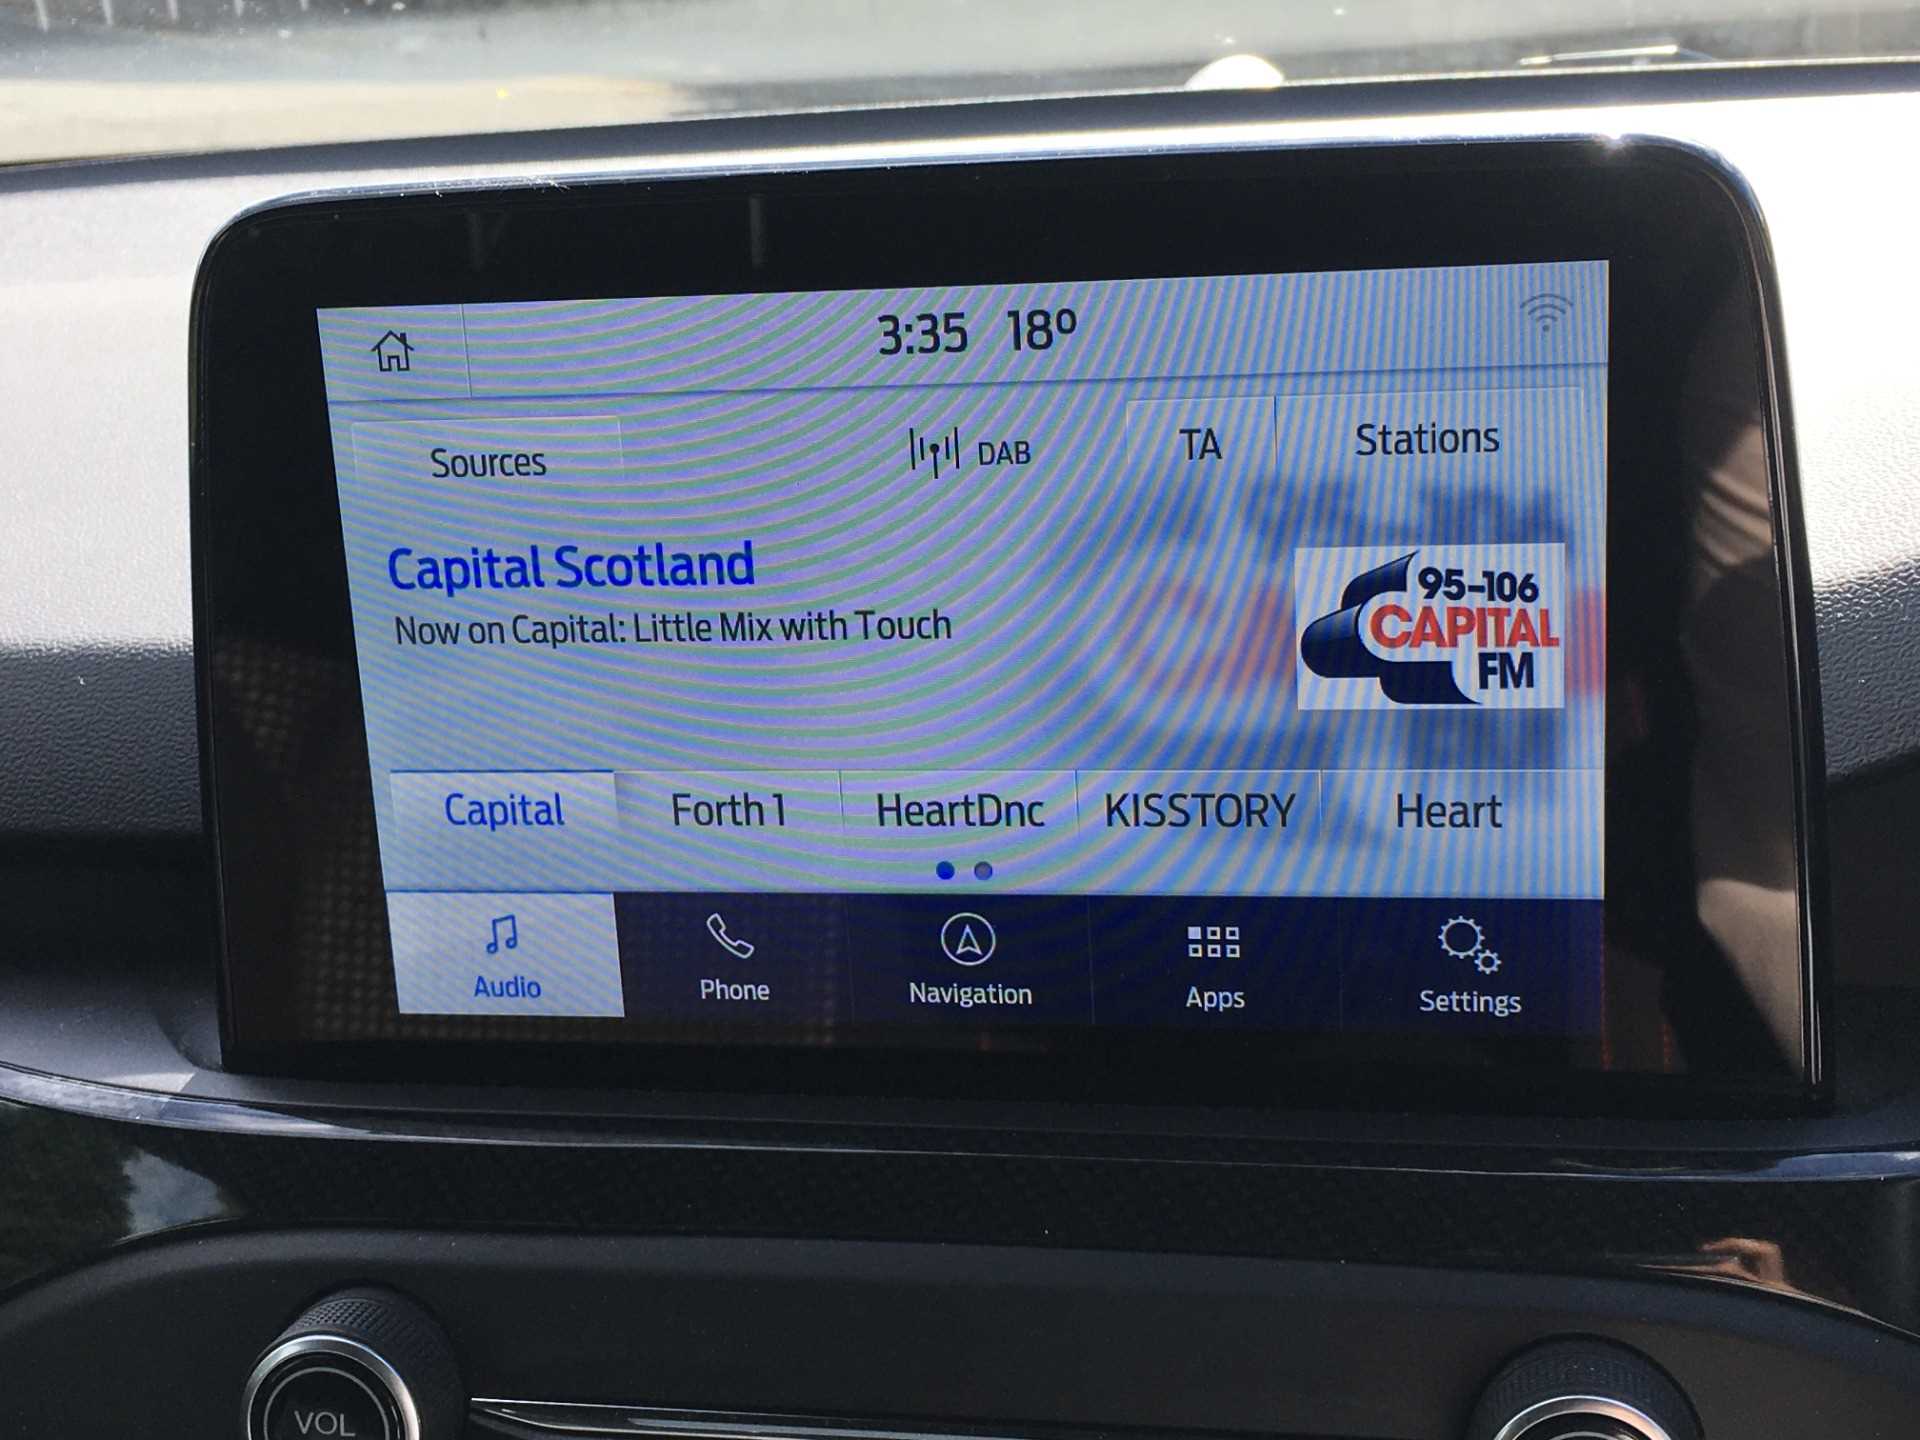 3:35 18º
Sources
DAB
TA
Stations
Capital Scotland
Now on Capital: Little Mix with Touch
95-106
CAPITAL
FM
Capital
Forth 1
HeartDnc
KISSTORY
Heart
Audio
Phone
Navigation
Apps
Settings
VOL